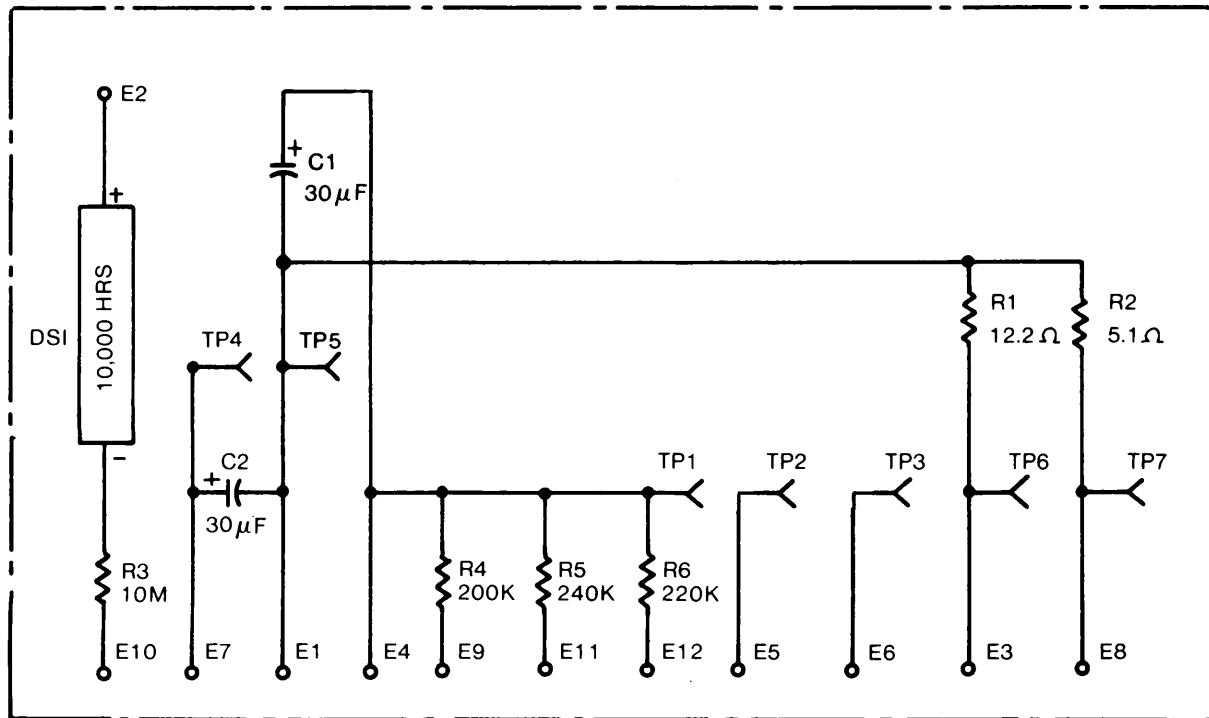 E2
+
C1
30µF
+
10,000 HRS
DSI
-
R1
12.2Ω
R2
5.1Ω
TP4
TP5
+
C2
30µF
TP1
TP2
TP3
TP6
TP7
R3
10M
R4
200K
R5
240K
R6
220K
E10
E7
E1
E4
E9
E11
E12
E5
E6
E3
E8